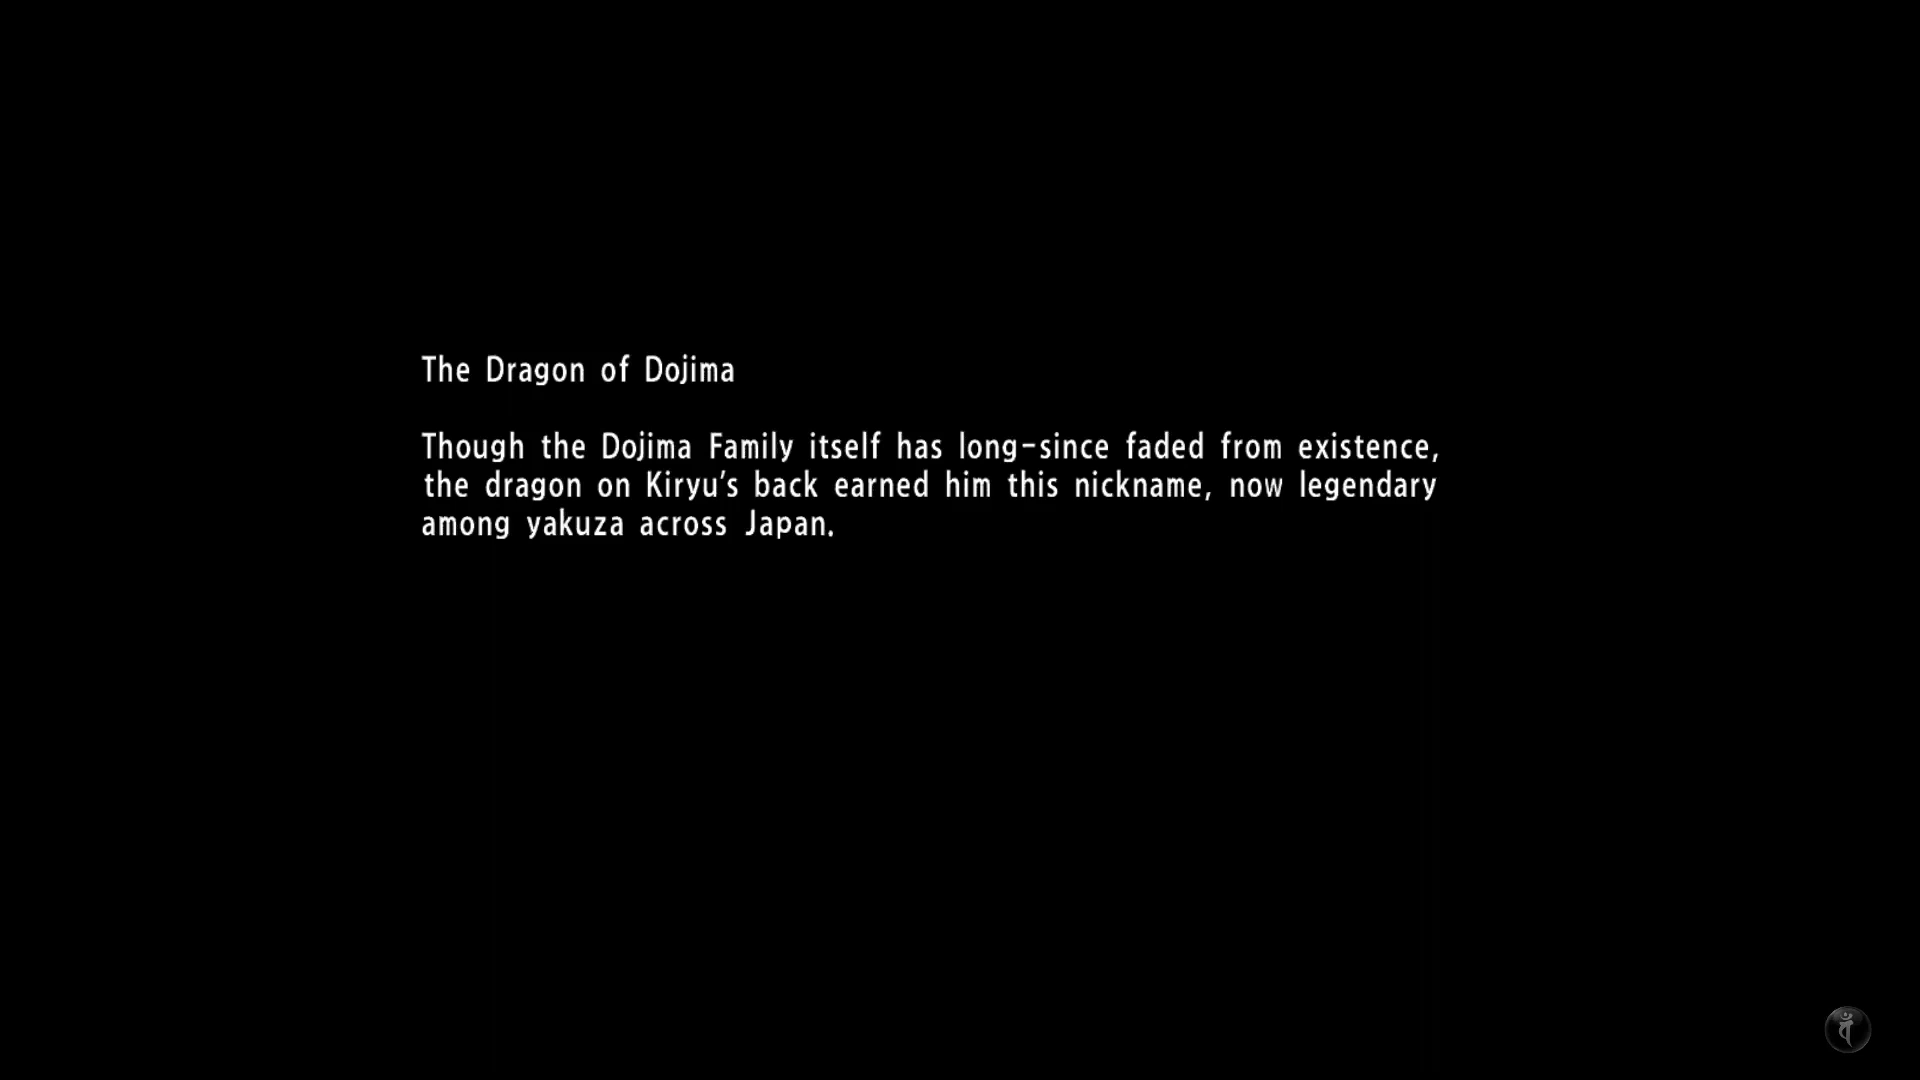 The Dragon of Dojima
Though the Dojima Family itself has long-since faded from existence,
the dragon on Kiryu's back earned him this nickname, now legendary
among yakuza across Japan.